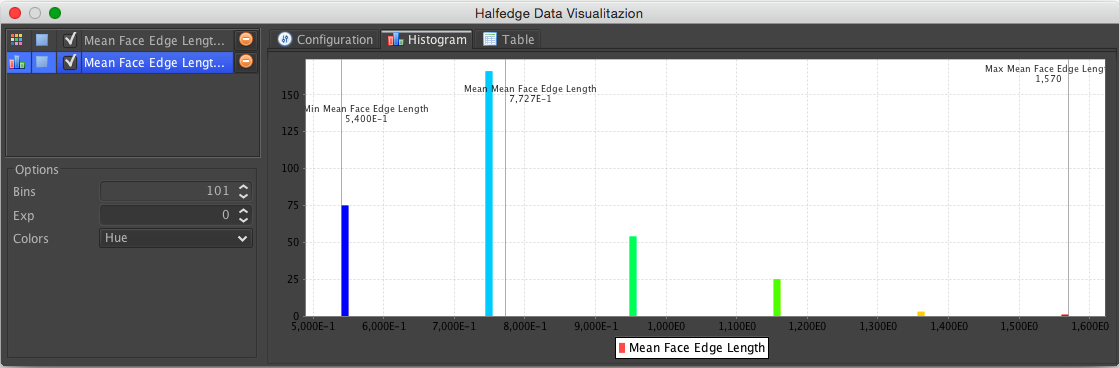 Halfedge Data Visualitazion
Mean Face Edge Lengt...
Mean Face Edge Lengt...
Options
Bins 101
Exp 0
Colors Hue
Configuration Histogram Table
150
125
100
75
50
25
0
Min Mean Face Edge Length
5,400E-1
Mean Mean Face Edge Length
7,727E-1
Max Mean Face Edge Lengt
1,570
5,000E-1 6,000E-1 7,000E-1 8,000E-1 9,000E-1 1,000E0 1,100E0 1,200E0 1,300E0 1,400E0 1,500E0 1,600E0
Mean Face Edge Length